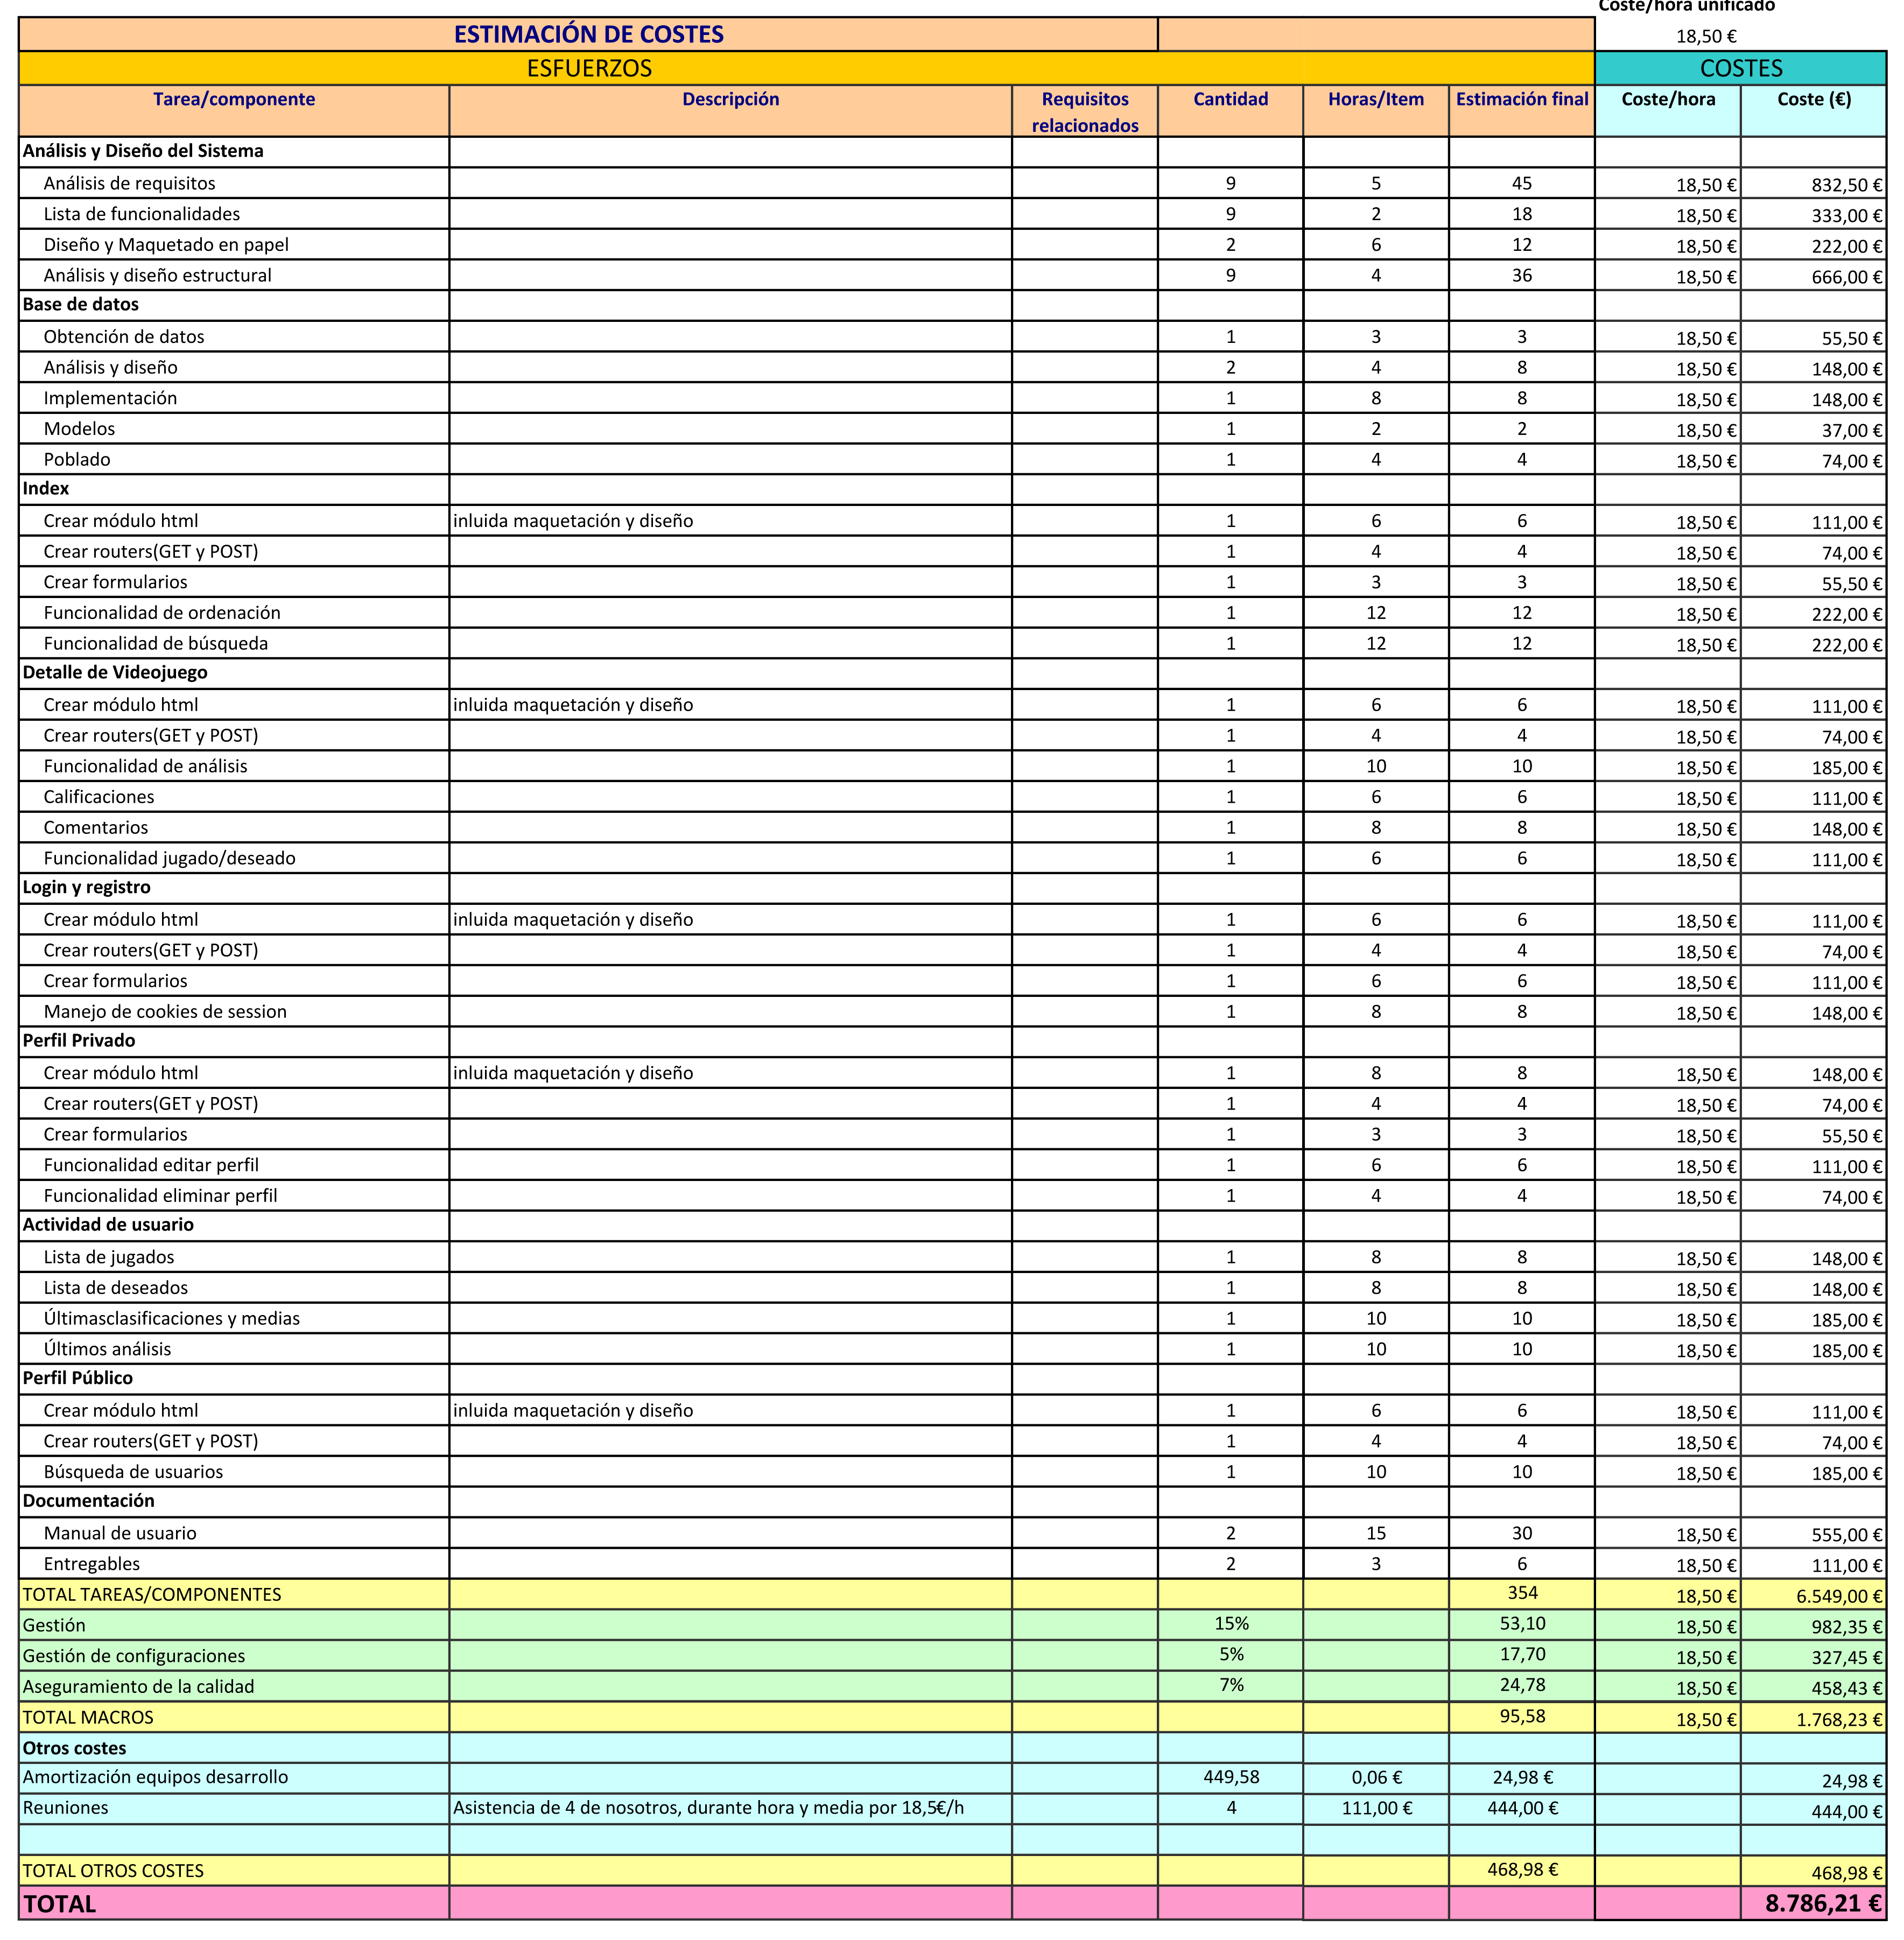 Coste/hora unificado
ESTIMACIÓN DE COSTES 18,50 €
ESFUERZOS COSTES
Tarea/componente Descripción Requisitos relacionados Cantidad Horas/Item Estimación final Coste/hora Coste (€)
Análisis y Diseño del Sistema
Análisis de requisitos 9 5 45 18,50 € 832,50 €
Lista de funcionalidades 9 2 18 18,50 € 333,00 €
Diseño y Maquetado en papel 2 6 12 18,50 € 222,00 €
Análisis y diseño estructural 9 4 36 18,50 € 666,00 €
Base de datos
Obtención de datos 1 3 3 18,50 € 55,50 €
Análisis y diseño 2 4 8 18,50 € 148,00 €
Implementación 1 8 8 18,50 € 148,00 €
Modelos 1 2 2 18,50 € 37,00 €
Poblado 1 4 4 18,50 € 74,00 €
Index
Crear módulo html inluida maquetación y diseño 1 6 6 18,50 € 111,00 €
Crear routers(GET y POST) 1 4 4 18,50 € 74,00 €
Crear formularios 1 3 3 18,50 € 55,50 €
Funcionalidad de ordenación 1 12 12 18,50 € 222,00 €
Funcionalidad de búsqueda 1 12 12 18,50 € 222,00 €
Detalle de Videojuego
Crear módulo html inluida maquetación y diseño 1 6 6 18,50 € 111,00 €
Crear routers(GET y POST) 1 4 4 18,50 € 74,00 €
Funcionalidad de análisis 1 10 10 18,50 € 185,00 €
Calificaciones 1 6 6 18,50 € 111,00 €
Comentarios 1 8 8 18,50 € 148,00 €
Funcionalidad jugado/deseado 1 6 6 18,50 € 111,00 €
Login y registro
Crear módulo html inluida maquetación y diseño 1 6 6 18,50 € 111,00 €
Crear routers(GET y POST) 1 4 4 18,50 € 74,00 €
Crear formularios 1 6 6 18,50 € 111,00 €
Manejo de cookies de session 1 8 8 18,50 € 148,00 €
Perfil Privado
Crear módulo html inluida maquetación y diseño 1 8 8 18,50 € 148,00 €
Crear routers(GET y POST) 1 4 4 18,50 € 74,00 €
Crear formularios 1 3 3 18,50 € 55,50 €
Funcionalidad editar perfil 1 6 6 18,50 € 111,00 €
Funcionalidad eliminar perfil 1 4 4 18,50 € 74,00 €
Actividad de usuario
Lista de jugados 1 8 8 18,50 € 148,00 €
Lista de deseados 1 8 8 18,50 € 148,00 €
Últimasclasificaciones y medias 1 10 10 18,50 € 185,00 €
Últimos análisis 1 10 10 18,50 € 185,00 €
Perfil Público
Crear módulo html inluida maquetación y diseño 1 6 6 18,50 € 111,00 €
Crear routers(GET y POST) 1 4 4 18,50 € 74,00 €
Búsqueda de usuarios 1 10 10 18,50 € 185,00 €
Documentación
Manual de usuario 2 15 30 18,50 € 555,00 €
Entregables 2 3 6 18,50 € 111,00 €
TOTAL TAREAS/COMPONENTES 354 18,50 € 6.549,00 €
Gestión 15% 53,10 18,50 € 982,35 €
Gestión de configuraciones 5% 17,70 18,50 € 327,45 €
Aseguramiento de la calidad 7% 24,78 18,50 € 458,43 €
TOTAL MACROS 95,58 18,50 € 1.768,23 €
Otros costes
Amortización equipos desarrollo 449,58 0,06 € 24,98 € 24,98 €
Reuniones Asistencia de 4 de nosotros, durante hora y media por 18,5€/h 4 111,00 € 444,00 € 444,00 €
TOTAL OTROS COSTES 468,98 € 468,98 €
TOTAL 8.786,21 €